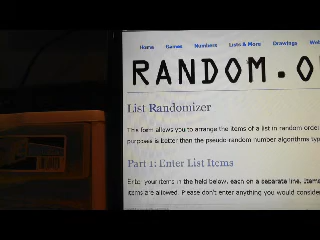 Home Games Numbers Lists & More Drawings Web
RANDOM.O
List Randomizer
This form allows you to arrange the items of a list in random order
purposes is better than the pseudo-random number algorithms typ
Part 1: Enter List Items
Enter your items in the field below, each on a separate line. Items
items are allowed. Please don't enter anything you would consider